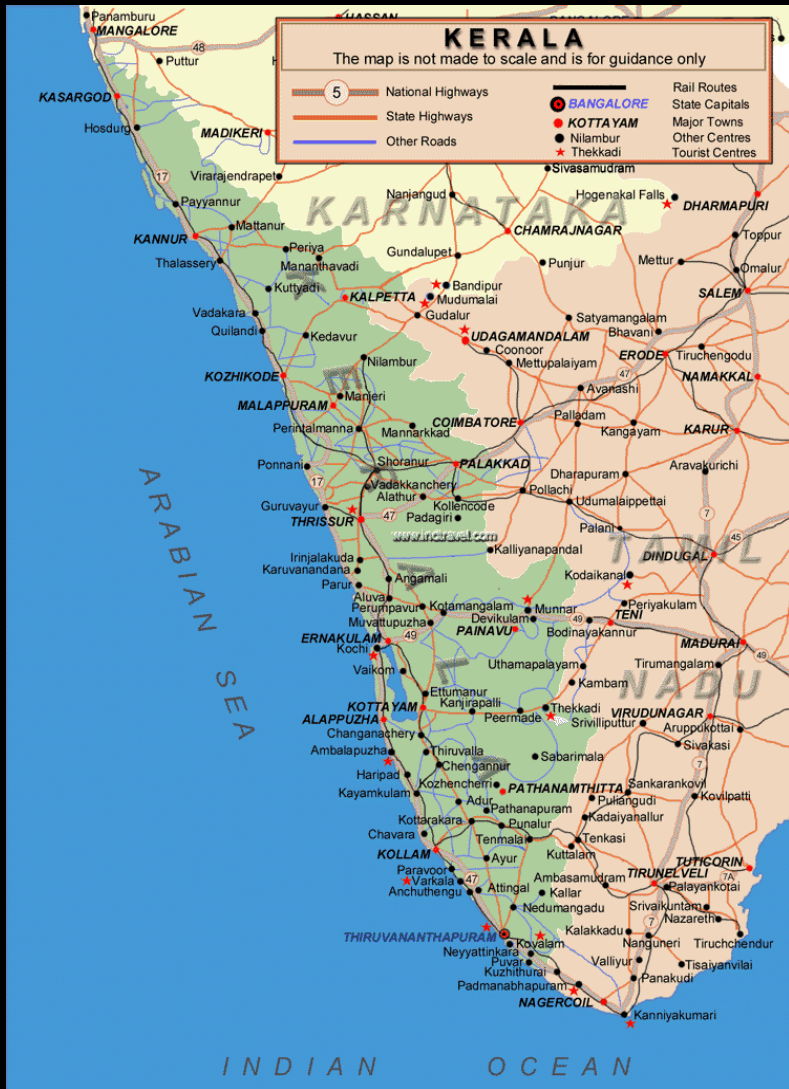 Panamburu
HASSAN
BANGALORE
MANGALORE
48
Puttur
KERALA
The map is not made to scale and is for guidance only
5 National Highways
State Highways
Other Roads
Rail Routes
BANGALORE State Capitals
KOTTAYAM Major Towns
Nilambur Other Centres
Thekkadi Tourist Centres
KASARGOD
Hosdurg
MADIKERI
Sivasamudram
17
Virarajendrapet
Nanjangud
Hogenakal Falls
DHARMAPURI
Payyannur
KARNATAKA
Mattanur
KANNUR
CHAMRAJNAGAR
Toppur
Periya
Gundalupet
Thalassery
Mananthavadi
Punjur
Mettur
Omalur
Kuttyadi
Bandipur
SALEM
KALPETTA
Mudumalai
Vadakara
Gudalur
Satyamangalam
Quilandi
Kedavur
UDAGAMANDALAM
Bhavani
Coonoor
ERODE
Tiruchengodu
Nilambur
Mettupalaiyam
KOZHIKODE
47
NAMAKKAL
Manjeri
Avanashi
MALAPPURAM
Palladam
Perintalmanna
Mannarkkad
COIMBATORE
Kangayam
KARUR
Ponnani
Shoranur
PALAKKAD
Aravakurichi
17
Vadakkanchery
Dharapuram
Alathur
Pollachi
Guruvayur
Kollencode
Udumalaippettai
7
THRISSUR
47
Padagiri
Palani
45
www.inctravel.com
Kalliyanapandal
TAMIL
DINDUGAL
Irinjalakuda
Karuvanandana
Angamali
Kodaikanal
Parur
Aluva
Perumpavur
Kotamangalam
Munnar
Periyakulam
Muvattupuzha
Devikulam
49
TENI
PAINAVU
Bodinayakannur
ERNAKULAM
49
MADURAI
49
Kochi
Uthamapalayam
Tirumangalam
Vaikom
Kambam
NADU
Ettumanur
KOTTAYAM
Kanjirapalli
Thekkadi
VIRUDUNAGAR
ALAPPUZHA
Peermade
Srivilliputtur
Aruppukottai
Changanachery
Sivakasi
Ambalapuzha
Thiruvalla
Sabarimala
7
Chengannur
Haripad
Kozhencherri
PATHANAMTHITTA
Sankarankovil
Kayamkulam
Adur
Puliangudi
Kovilpatti
Pathanapuram
Kottarakara
Punalur
Kadaiyanallur
Chavara
Tenmalai
Tenkasi
KOLLAM
Kuttalam
Ayur
TUTICORIN
Paravoor
Ambasamudram
TIRUNELVELI
7A
Varkala
47
Palayankotai
Anchuthengu
Attingal
Kallar
Nedumangadu
Srivaikuntam
Nazareth
THIRUVANANTHAPURAM
Kalakkadu
7
Tiruchchendur
Kovalam
Nanguneri
Neyyattinkara
Puvar
Valliyur
Tisaiyanvilai
Kuzhithurai
Panakudi
Padmanabhapuram
NAGERCOIL
Kanniyakumari
KERALA
ARABIAN SEA
INDIAN OCEAN